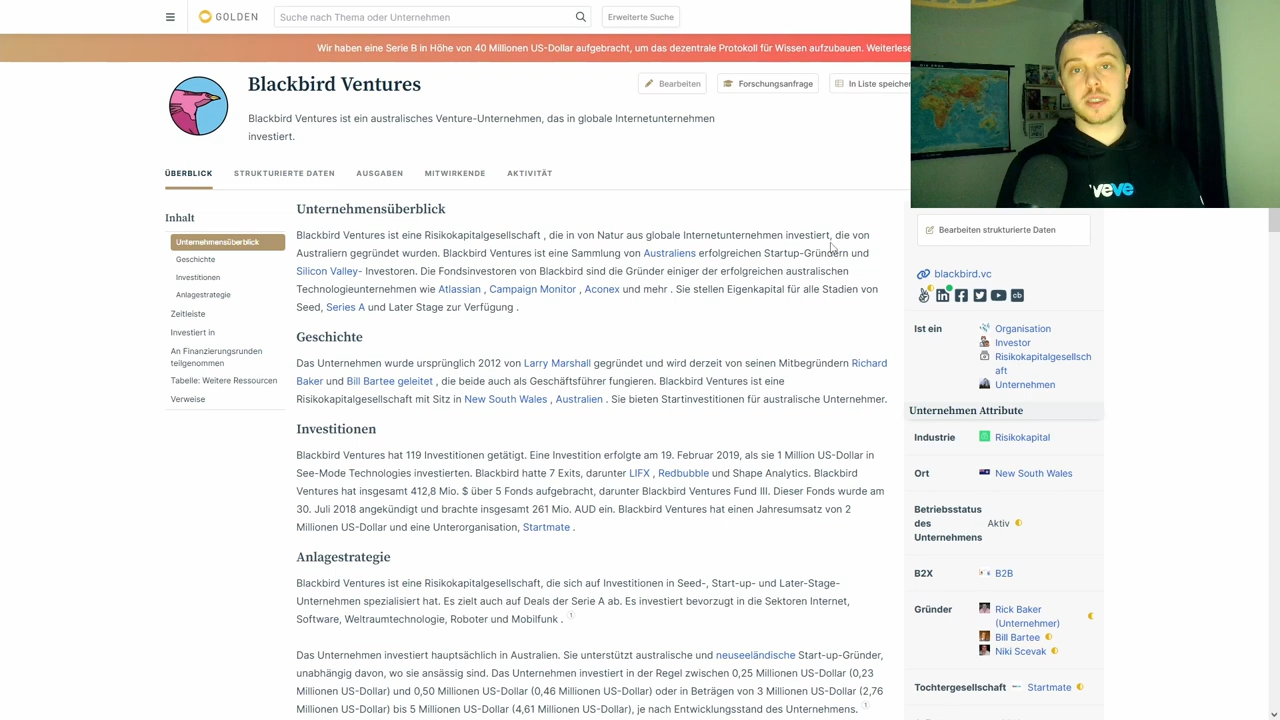 GOLDEN
Suche nach Thema oder Unternehmen
Erweiterte Suche
Wir haben eine Serie B in Höhe von 40 Millionen US-Dollar aufgebracht, um das dezentrale Protokoll für Wissen aufzubauen. Weiterlese
Blackbird Ventures
Bearbeiten
Forschungsanfrage
In Liste speicher
Blackbird Ventures ist ein australisches Venture-Unternehmen, das in globale Internetunternehmen
investiert.
ÜBERBLICK
STRUKTURIERTE DATEN
AUSGABEN
MITWIRKENDE
AKTIVITÄT
veve
Inhalt
Unternehmensüberblick
Geschichte
Investitionen
Anlagestrategie
Zeitleiste
Investiert in
An Finanzierungsrunden
teilgenommen
Tabelle: Weitere Ressourcen
Verweise
Unternehmensüberblick
Blackbird Ventures ist eine Risikokapitalgesellschaft , die in von Natur aus globale Internetunternehmen investiert, die von
Australiern gegründet wurden. Blackbird Ventures ist eine Sammlung von Australiens erfolgreichen Startup-Gründern und
Silicon Valley- Investoren. Die Fondsinvestoren von Blackbird sind die Gründer einiger der erfolgreichen australischen
Technologieunternehmen wie Atlassian , Campaign Monitor , Aconex und mehr . Sie stellen Eigenkapital für alle Stadien von
Seed, Series A und Later Stage zur Verfügung .
Geschichte
Das Unternehmen wurde ursprünglich 2012 von Larry Marshall gegründet und wird derzeit von seinen Mitbegründern Richard
Baker und Bill Bartee geleitet , die beide auch als Geschäftsführer fungieren. Blackbird Ventures ist eine
Risikokapitalgesellschaft mit Sitz in New South Wales , Australien . Sie bieten Startinvestitionen für australische Unternehmer.
Investitionen
Blackbird Ventures hat 119 Investitionen getätigt. Eine Investition erfolgte am 19. Februar 2019, als sie 1 Million US-Dollar in
See-Mode Technologies investierten. Blackbird hatte 7 Exits, darunter LIFX , Redbubble und Shape Analytics. Blackbird
Ventures hat insgesamt 412,8 Mio. $ über 5 Fonds aufgebracht, darunter Blackbird Ventures Fund III. Dieser Fonds wurde am
30. Juli 2018 angekündigt und brachte insgesamt 261 Mio. AUD ein. Blackbird Ventures hat einen Jahresumsatz von 2
Millionen US-Dollar und eine Unterorganisation, Startmate .
Anlagestrategie
Blackbird Ventures ist eine Risikokapitalgesellschaft, die sich auf Investitionen in Seed-, Start-up- und Later-Stage-
Unternehmen spezialisiert hat. Es zielt auch auf Deals der Serie A ab. Es investiert bevorzugt in die Sektoren Internet,
Software, Weltraumtechnologie, Roboter und Mobilfunk . 1
Das Unternehmen investiert hauptsächlich in Australien. Sie unterstützt australische und neuseeländische Start-up-Gründer,
unabhängig davon, wo sie ansässig sind. Das Unternehmen investiert in der Regel zwischen 0,25 Millionen US-Dollar (0,23
Millionen US-Dollar) und 0,50 Millionen US-Dollar (0,46 Millionen US-Dollar) oder in Beträgen von 3 Millionen US-Dollar (2,76
Millionen US-Dollar) bis 5 Millionen US-Dollar (4,61 Millionen US-Dollar), je nach Entwicklungsstand des Unternehmens. 1
Bearbeiten strukturierte Daten
blackbird.vc
cb
Ist ein
Organisation
Investor
Risikokapitalgesellsch
aft
Unternehmen
Unternehmen Attribute
Industrie
Risikokapital
Ort
New South Wales
Betriebsstatus
des
Unternehmens
Aktiv
B2X
B2B
Gründer
Rick Baker
(Unternehmer)
Bill Bartee
Niki Scevak
Tochtergesellschaft
Startmate